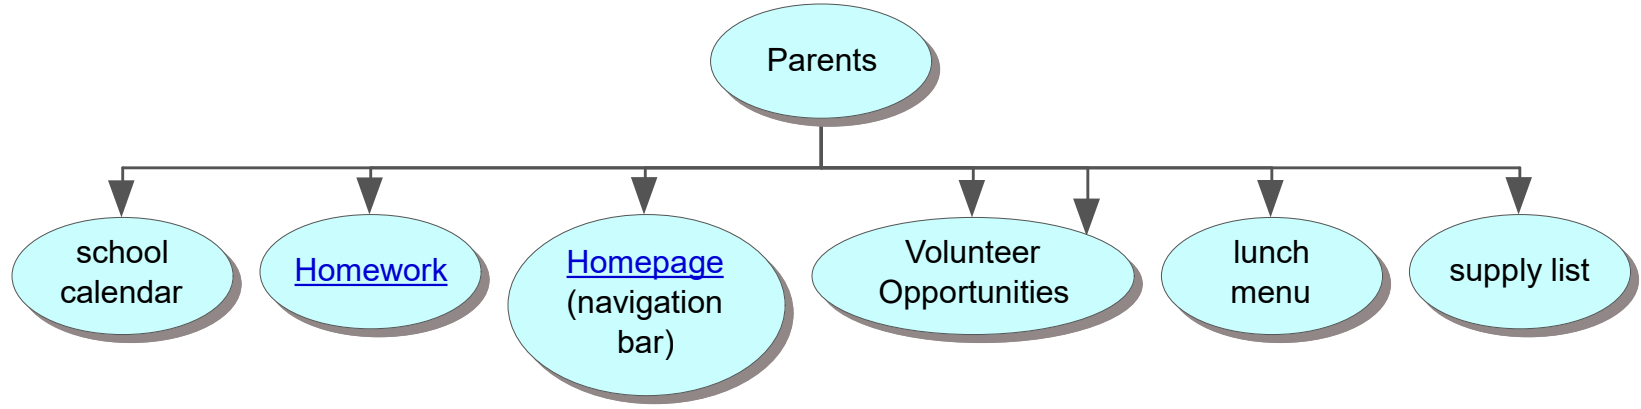 Parents
school
calendar
Homework
Homepage
(navigation
bar)
Volunteer
Opportunities
lunch
menu
supply list